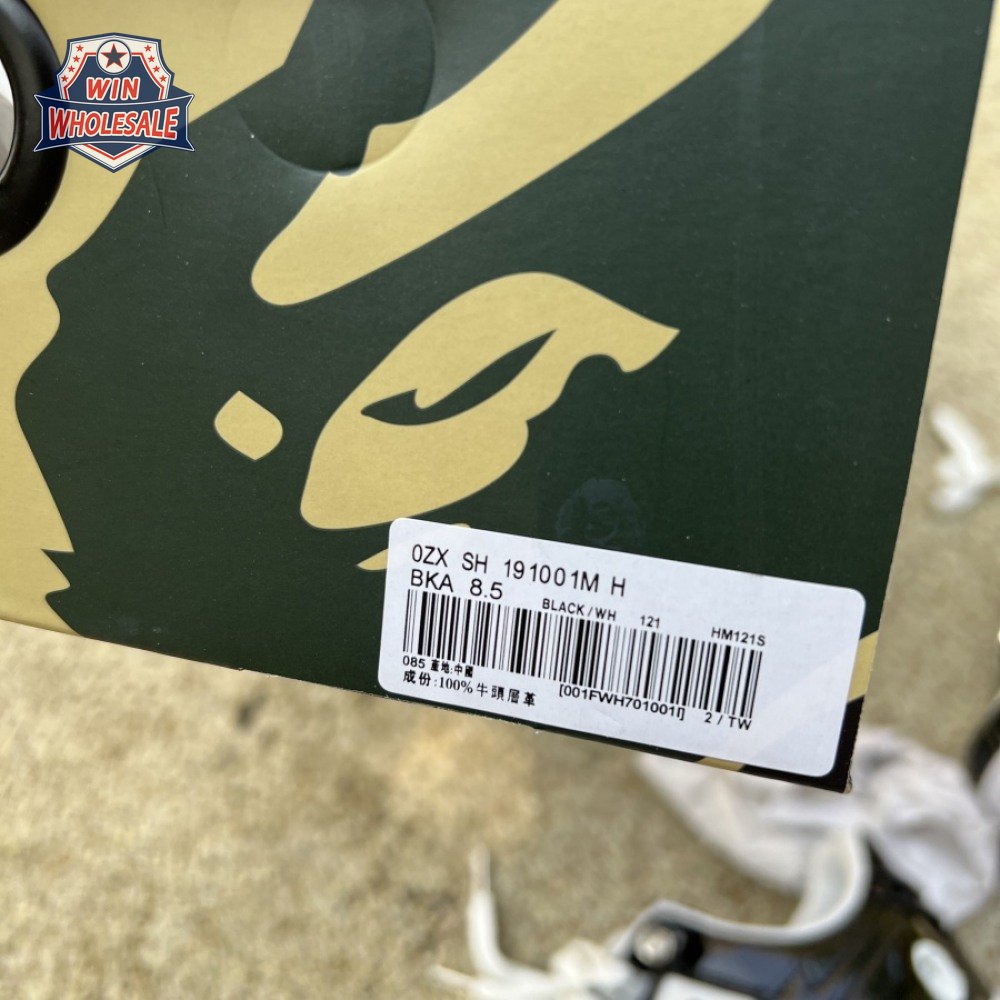 WIN
WHOLESALE
0ZX SH 191001M H
BKA 8.5
BLACK/WH 121 HM121S
085 產地:中國
成份:100%牛頭層革 [001FWH701001I] 2/TW